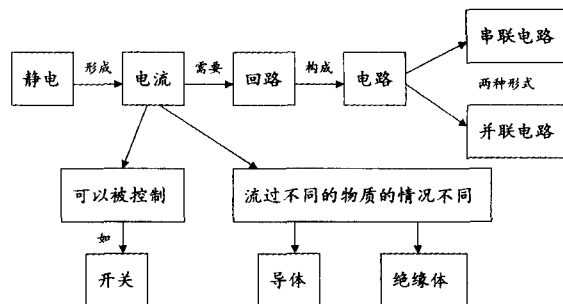 串联电路
形成
需要
构成
静电
电流
回路
电路
两种形式
并联电路
可以被控制
流过不同的物质的情况不同
如
开关
导体
绝缘体